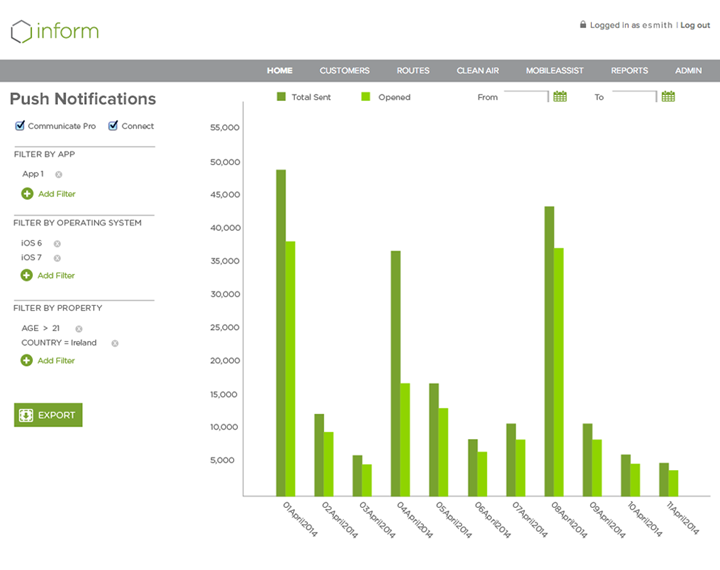 inform
Logged in as esmith | Log out
HOME CUSTOMERS ROUTES CLEAN AIR MOBILEASSIST REPORTS ADMIN
Push Notifications
Communicate Pro Connect
FILTER BY APP
App 1
Add Filter
FILTER BY OPERATING SYSTEM
iOS 6
iOS 7
Add Filter
FILTER BY PROPERTY
AGE > 21
COUNTRY = Ireland
Add Filter
EXPORT
Total Sent Opened From To
55,000
50,000
45,000
40,000
35,000
30,000
25,000
20,000
15,000
10,000
5,000
01April2014
02April2014
03April2014
04April2014
05April2014
06April2014
07April2014
08April2014
09April2014
10April2014
11April2014